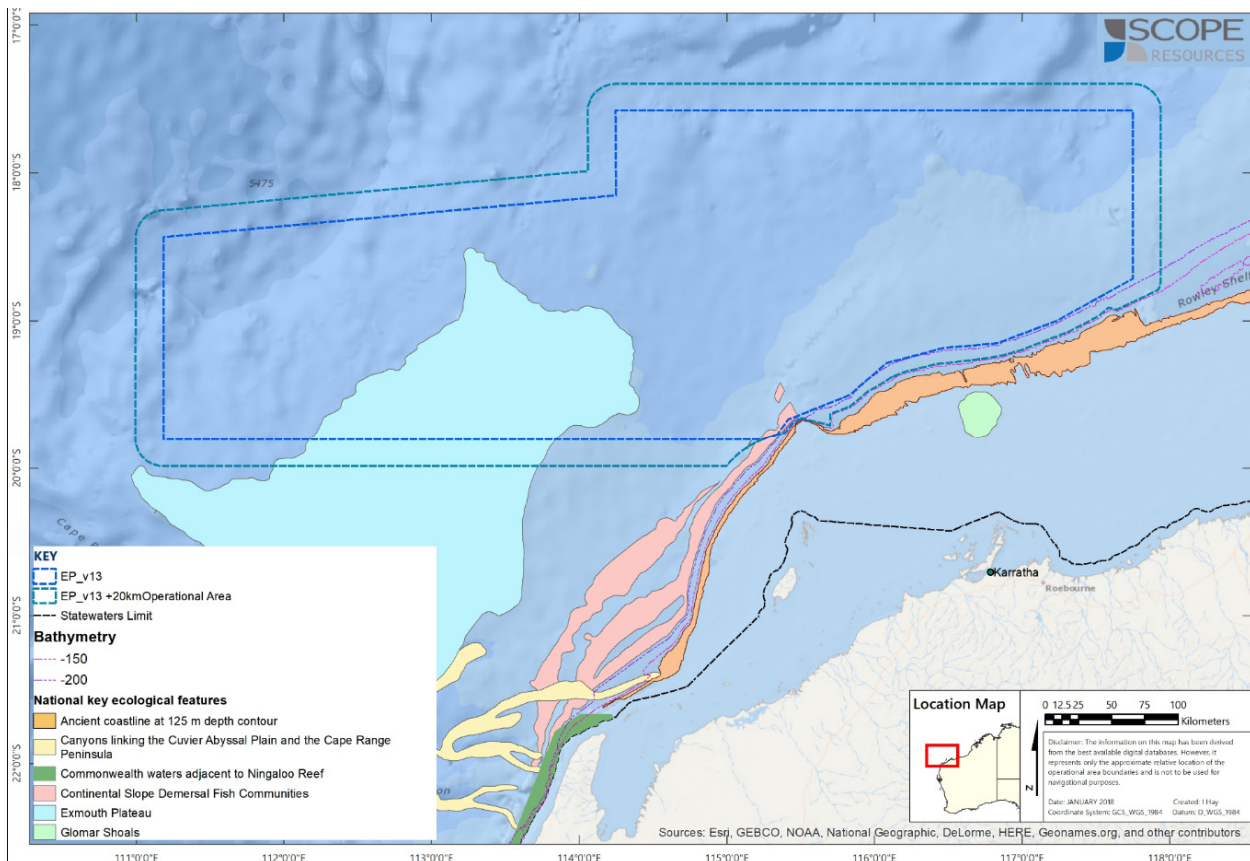 SCOPE
RESOURCES
17°0'0"S
18°0'0"S
19°0'0"S
20°0'0"S
21°0'0"S
22°0'0"S
5475
Rowley Shelf
Cape
Karratha
Roebourne
KEY
EP_v13
EP_v13 +20kmOperational Area
Statewaters Limit
Bathymetry
-150
-200
National key ecological features
Ancient coastline at 125 m depth contour
Canyons linking the Cuvier Abyssal Plain and the Cape Range
Peninsula
Commonwealth waters adjacent to Ningaloo Reef
Continental Slope Demersal Fish Communities
Exmouth Plateau
Glomar Shoals
Location Map
N
0 12.525 50 75 100
Kilometers
Disclaimer: The information on this map has been derived
from the best available digital databases. However, it
represents only the approximate relative location of the
operational area boundaries and is not to be used for
navigational purposes.
Date: JANUARY 2018 Created: I Hay
Coordinate System: GCS_WGS_1984 Datum: D_WGS_1984
Sources: Esri, GEBCO, NOAA, National Geographic, DeLorme, HERE, Geonames.org, and other contributors
111°0'0"E 112°0'0"E 113°0'0"E 114°0'0"E 115°0'0"E 116°0'0"E 117°0'0"E 118°0'0"E